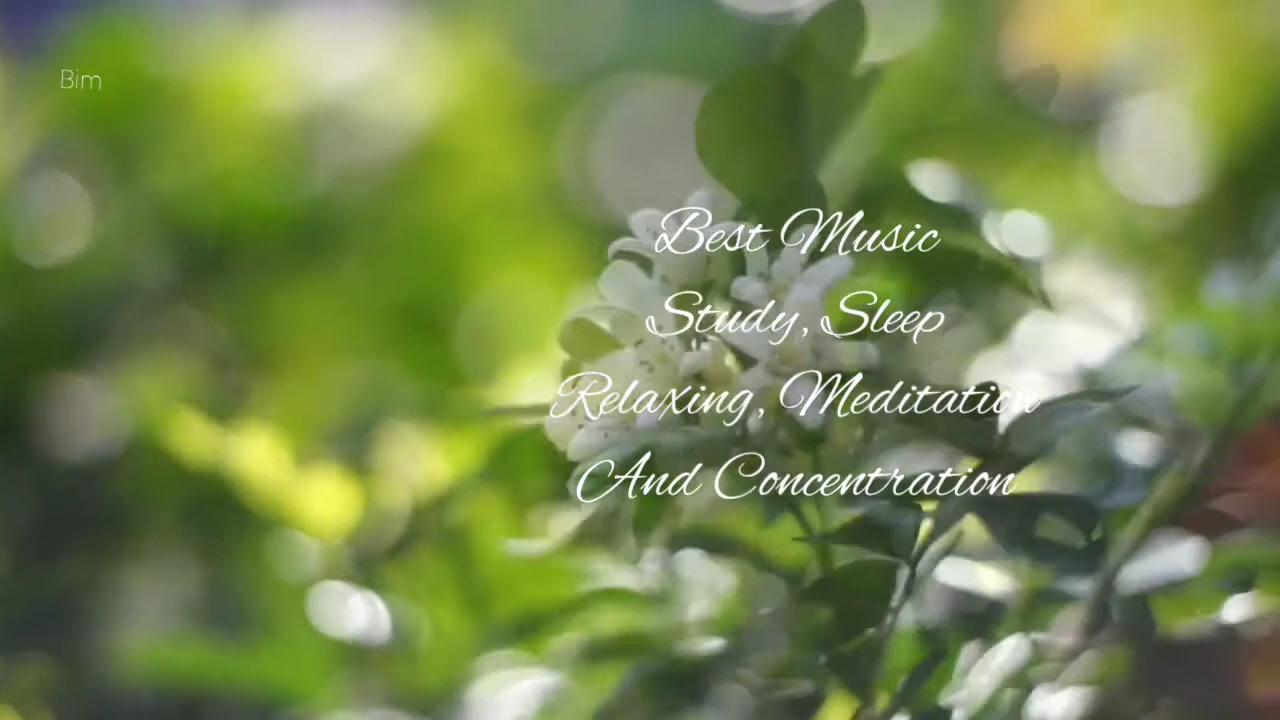 Bim
Best Music
Study, Sleep
Relaxing, Meditation
And Concentration